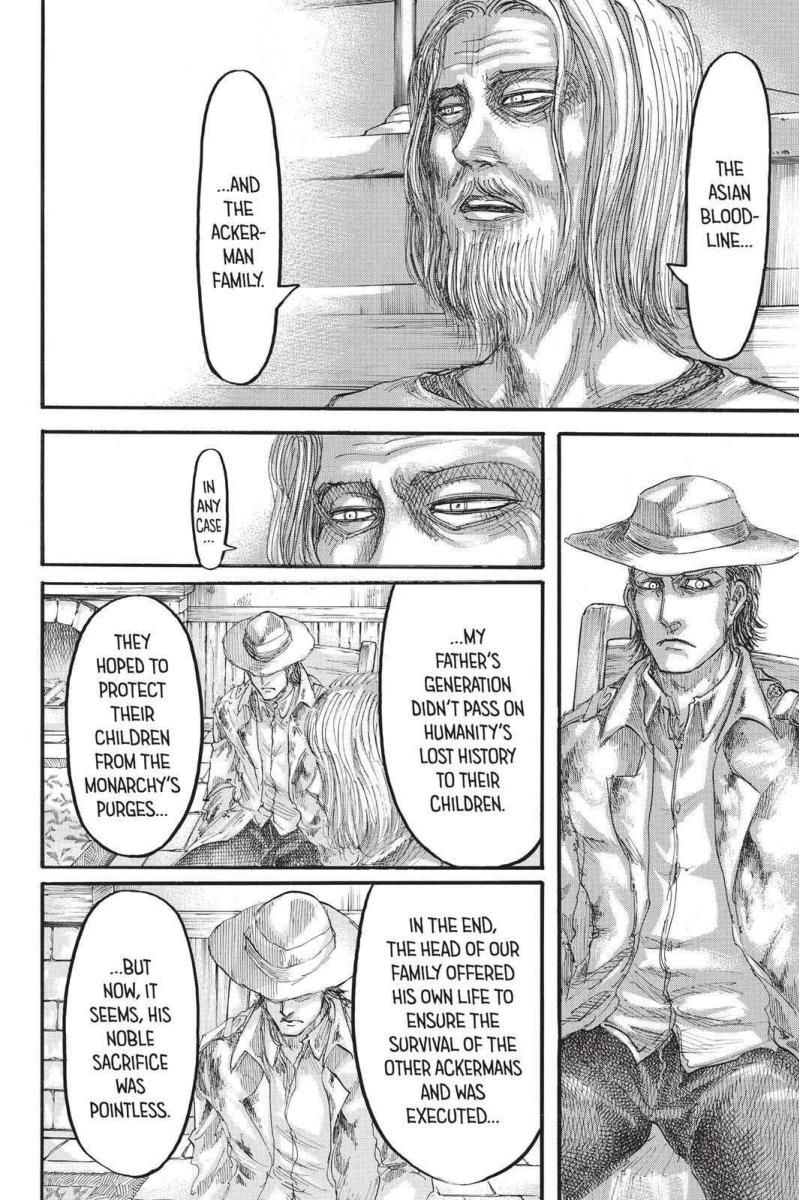 THE
ASIAN
BLOOD-
LINE...
...AND
THE
ACKER-
MAN
FAMILY.
IN
ANY
CASE
...
...MY
FATHER'S
GENERATION
DIDN'T PASS ON
HUMANITY'S
LOST HISTORY
TO THEIR
CHILDREN.
THEY
HOPED TO
PROTECT
THEIR
CHILDREN
FROM THE
MONARCHY'S
PURGES...
IN THE END,
THE HEAD OF OUR
FAMILY OFFERED
HIS OWN LIFE TO
ENSURE THE
SURVIVAL OF THE
OTHER ACKERMANS
AND WAS
EXECUTED...
...BUT
NOW, IT
SEEMS, HIS
NOBLE
SACRIFICE
WAS
POINTLESS.